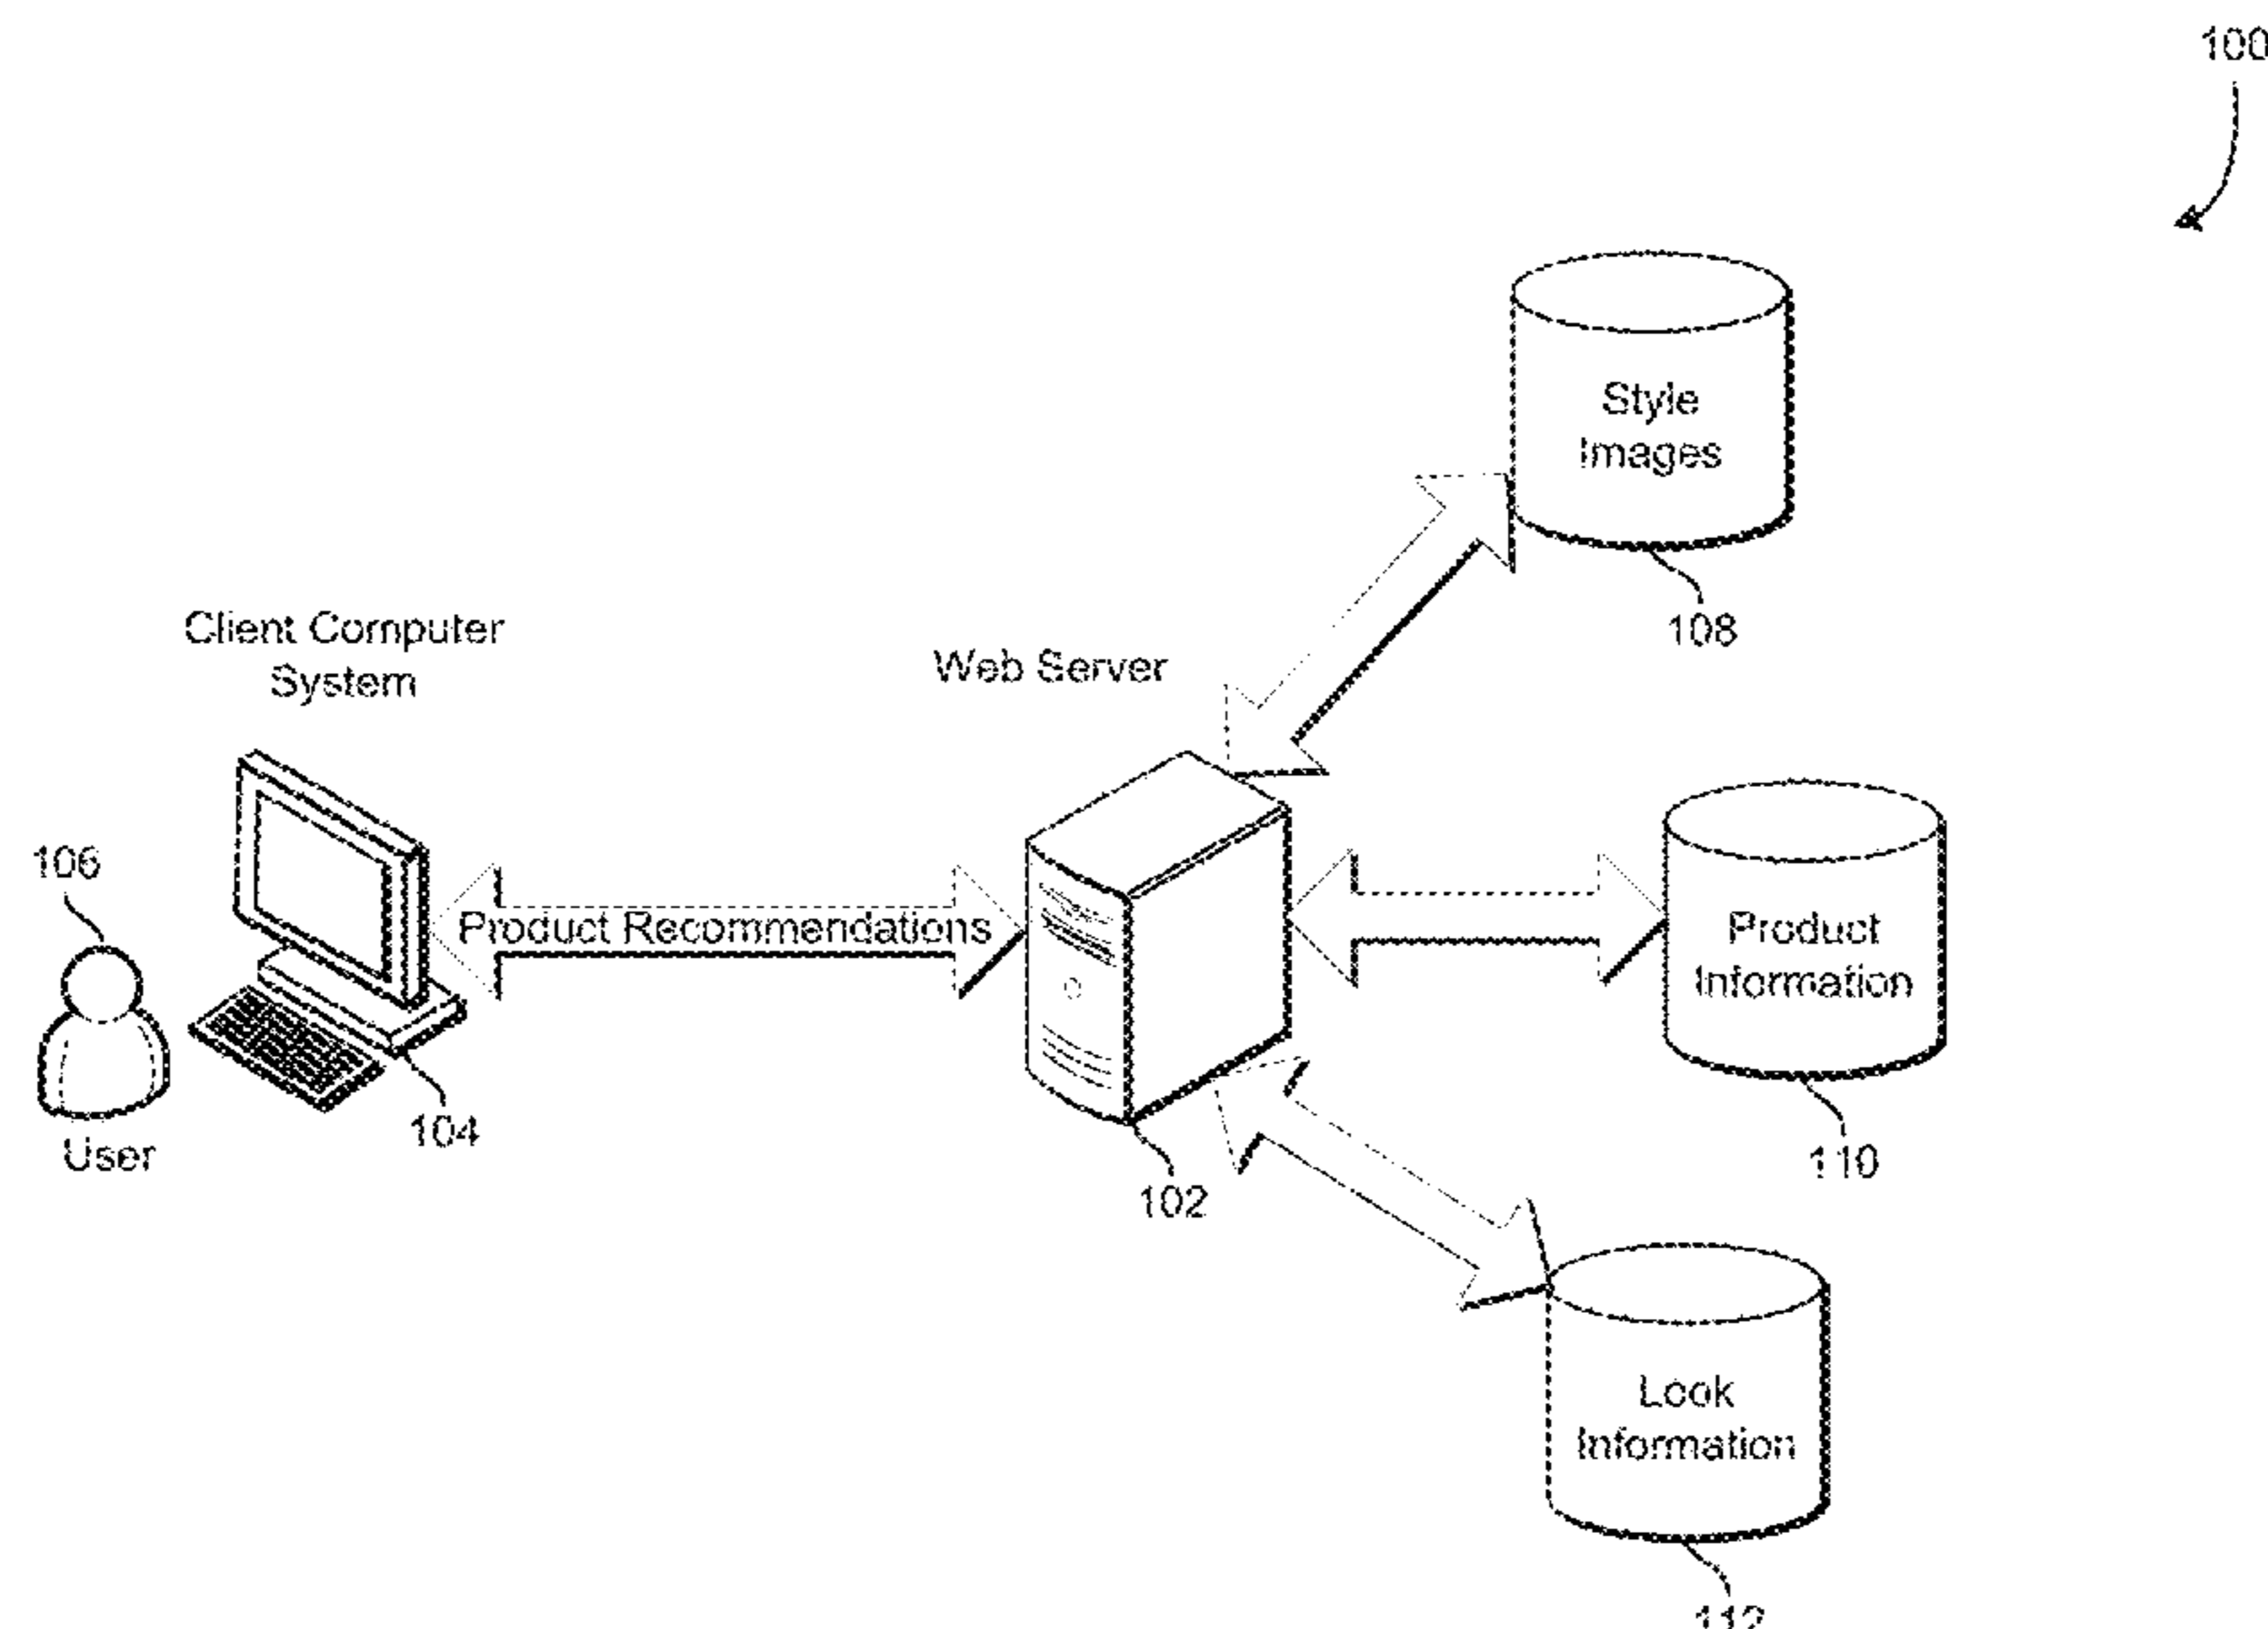 100
Style
Images
108
Client Computer
System
Web Server
106
Product Recommendations
Product
Information
104
User
110
102
Look
Information
112